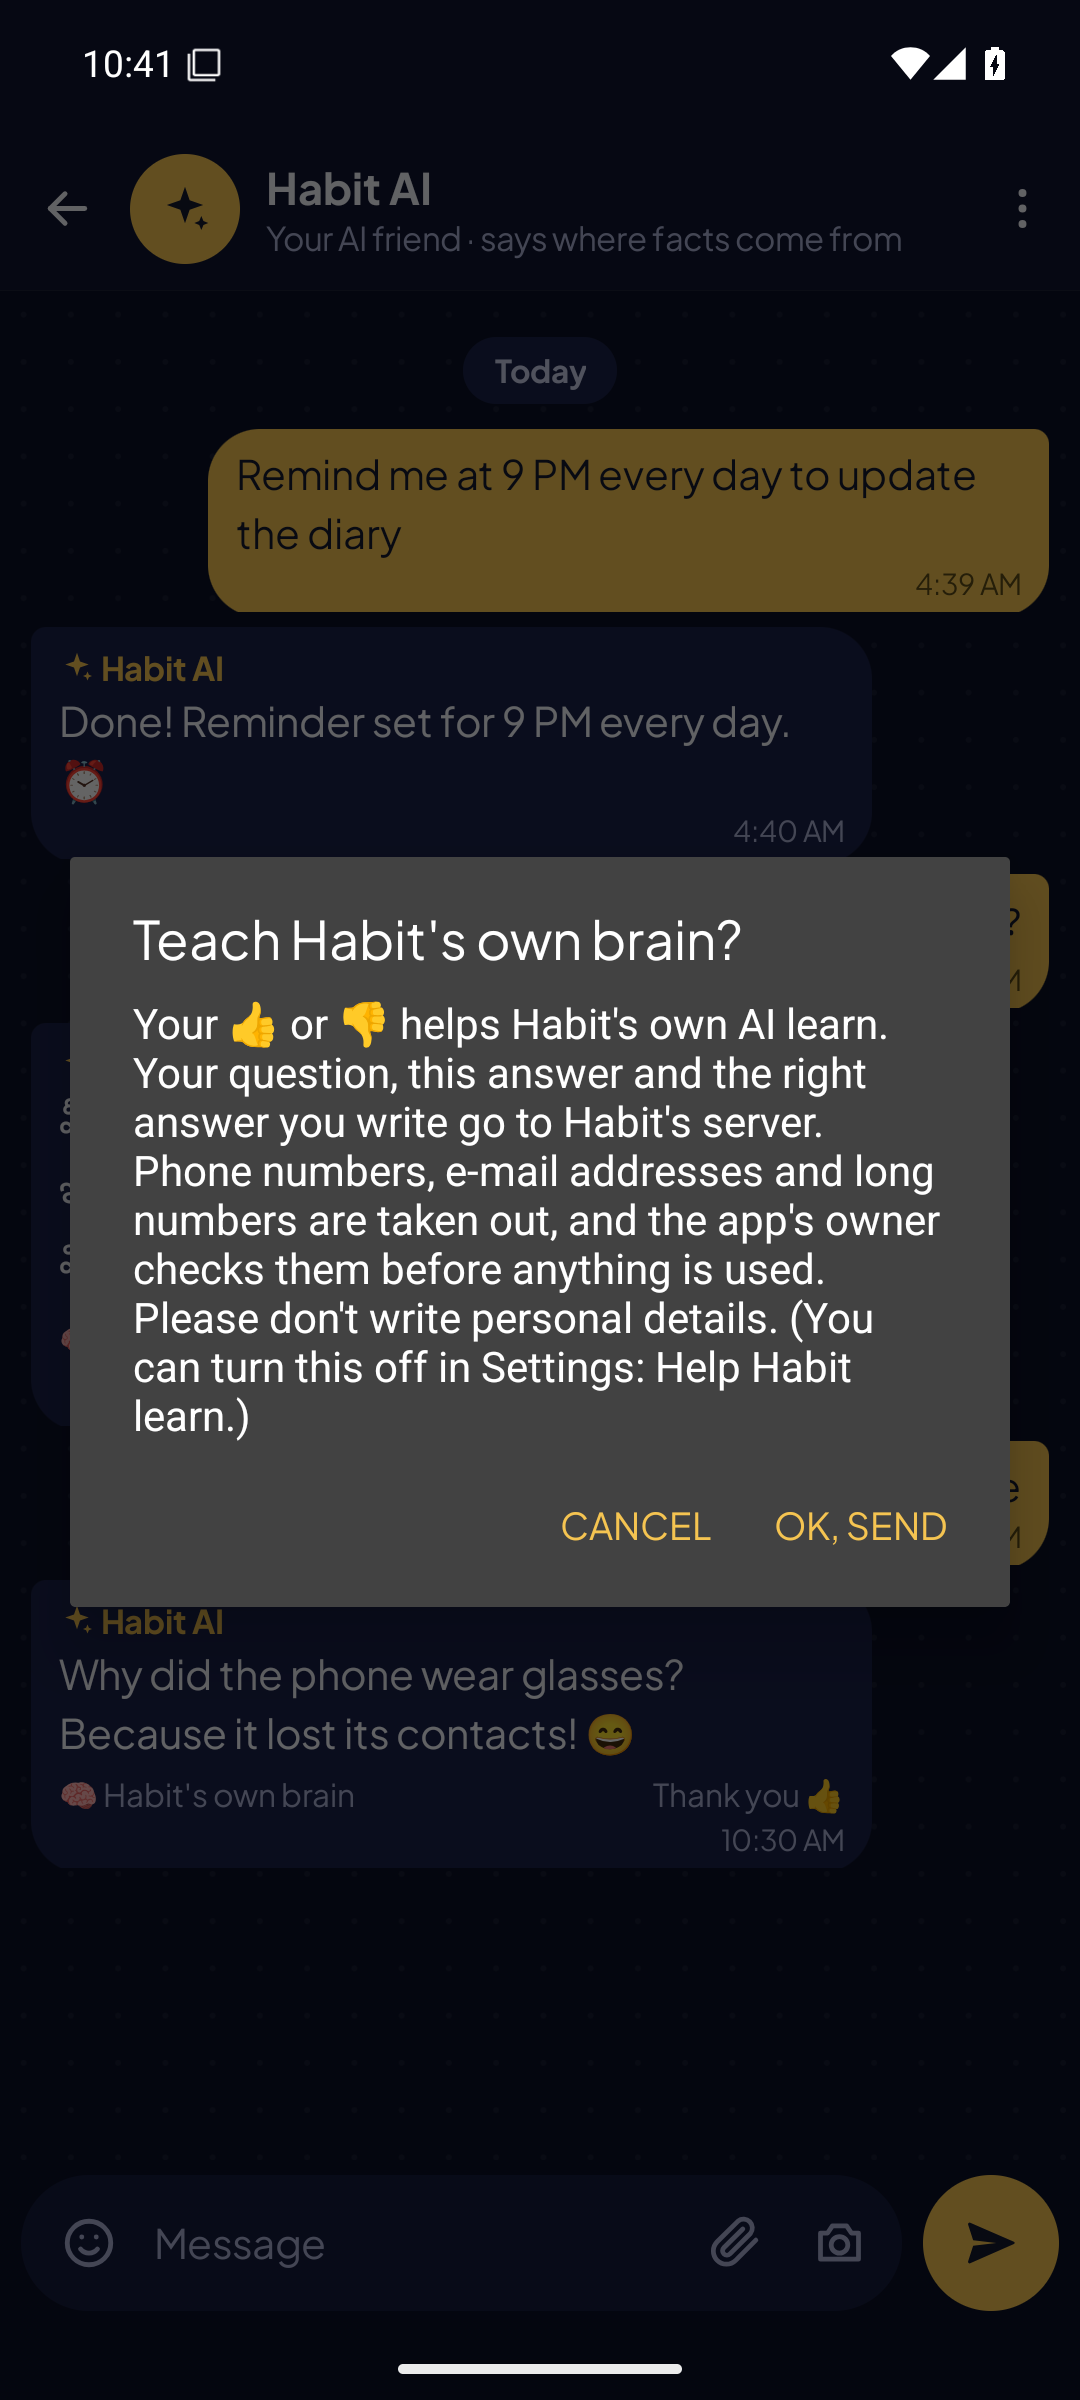 10:41
Habit AI
Your AI friend · says where facts come from
Today
Remind me at 9 PM every day to update
the diary
4:39 AM
Habit AI
Done! Reminder set for 9 PM every day.
⏰
4:40 AM
Teach Habit's own brain?
Your 👍 or 👎 helps Habit's own AI learn.
Your question, this answer and the right
answer you write go to Habit's server.
Phone numbers, e-mail addresses and long
numbers are taken out, and the app's owner
checks them before anything is used.
Please don't write personal details. (You
can turn this off in Settings: Help Habit
learn.)
CANCEL OK, SEND
Habit AI
Why did the phone wear glasses?
Because it lost its contacts! 😄
🧠 Habit's own brain Thank you 👍
10:30 AM
Message